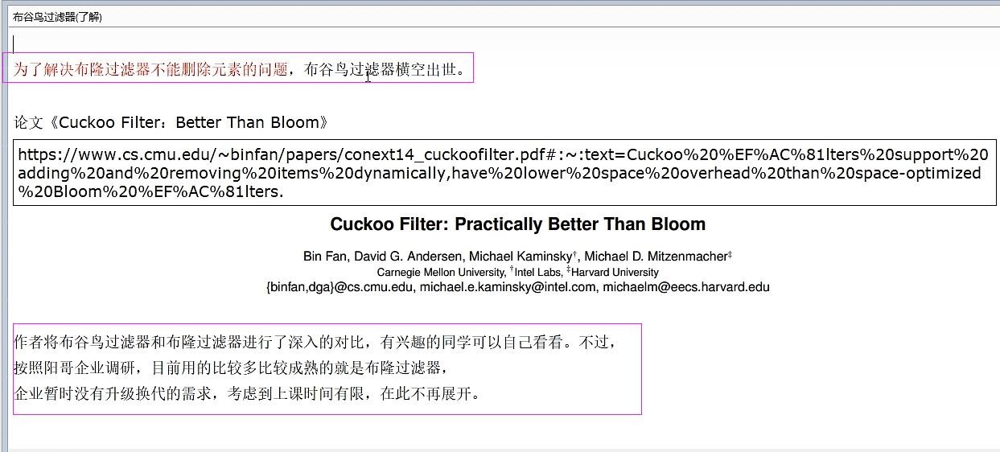 布谷鸟过滤器(了解)
为了解决布隆过滤器不能删除元素的问题，布谷鸟过滤器横空出世。
论文《Cuckoo Filter：Better Than Bloom》
https://www.cs.cmu.edu/~binfan/papers/conext14_cuckoofilter.pdf#:~:text=Cuckoo%20%EF%AC%81lters%20support%20
adding%20and%20removing%20items%20dynamically,have%20lower%20space%20overhead%20than%20space-optimized
%20Bloom%20%EF%AC%81lters.
Cuckoo Filter: Practically Better Than Bloom
Bin Fan, David G. Andersen, Michael Kaminsky†, Michael D. Mitzenmacher‡
Carnegie Mellon University, †Intel Labs, ‡Harvard University
{binfan,dga}@cs.cmu.edu, michael.e.kaminsky@intel.com, michaelm@eecs.harvard.edu
作者将布谷鸟过滤器和布隆过滤器进行了深入的对比，有兴趣的同学可以自己看看。不过，
按照阳哥企业调研，目前用的比较多比较成熟的就是布隆过滤器，
企业暂时没有升级换代的需求，考虑到上课时间有限，在此不再展开。